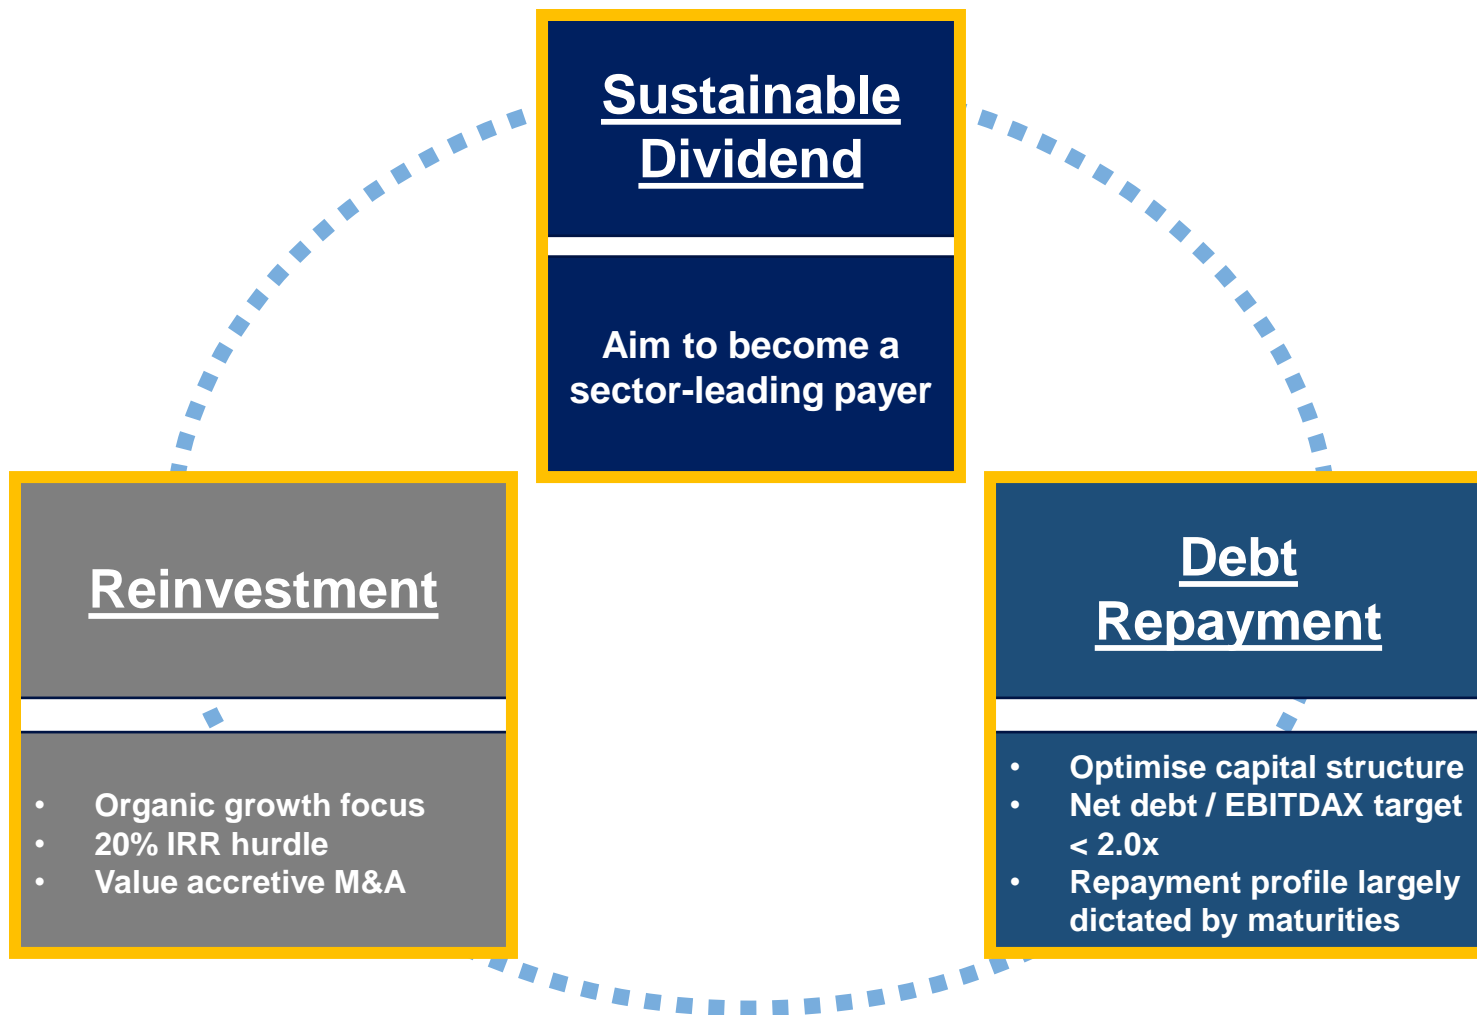 Sustainable
Dividend
Aim to become a
sector-leading payer
Reinvestment
• Organic growth focus
• 20% IRR hurdle
• Value accretive M&A
Debt
Repayment
• Optimise capital structure
• Net debt / EBITDAX target
< 2.0x
• Repayment profile largely
dictated by maturities